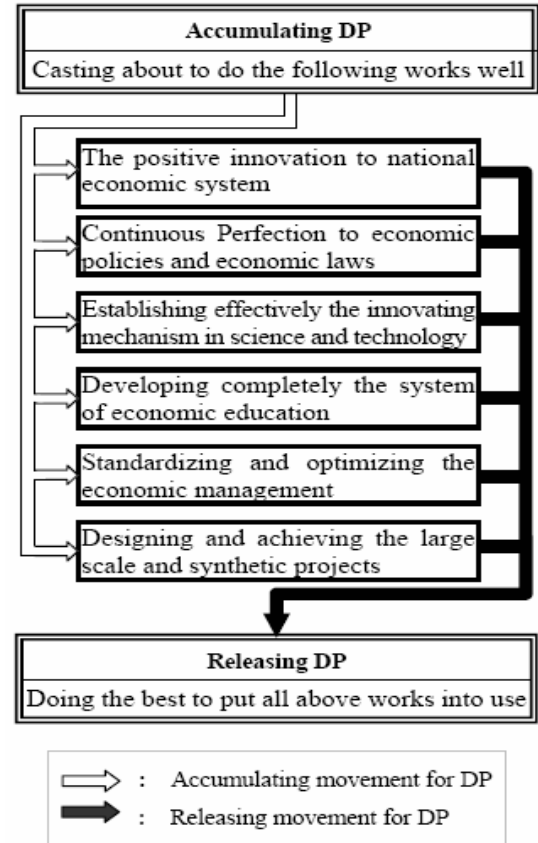 Accumulating DP
Casting about to do the following works well
The positive innovation to national
economic system
Continuous Perfection to economic
policies and economic laws
Establishing effectively the innovating
mechanism in science and technology
Developing completely the system
of economic education
Standardizing and optimizing the
economic management
Designing and achieving the large
scale and synthetic projects
Releasing DP
Doing the best to put all above works into use
: Accumulating movement for DP
: Releasing movement for DP